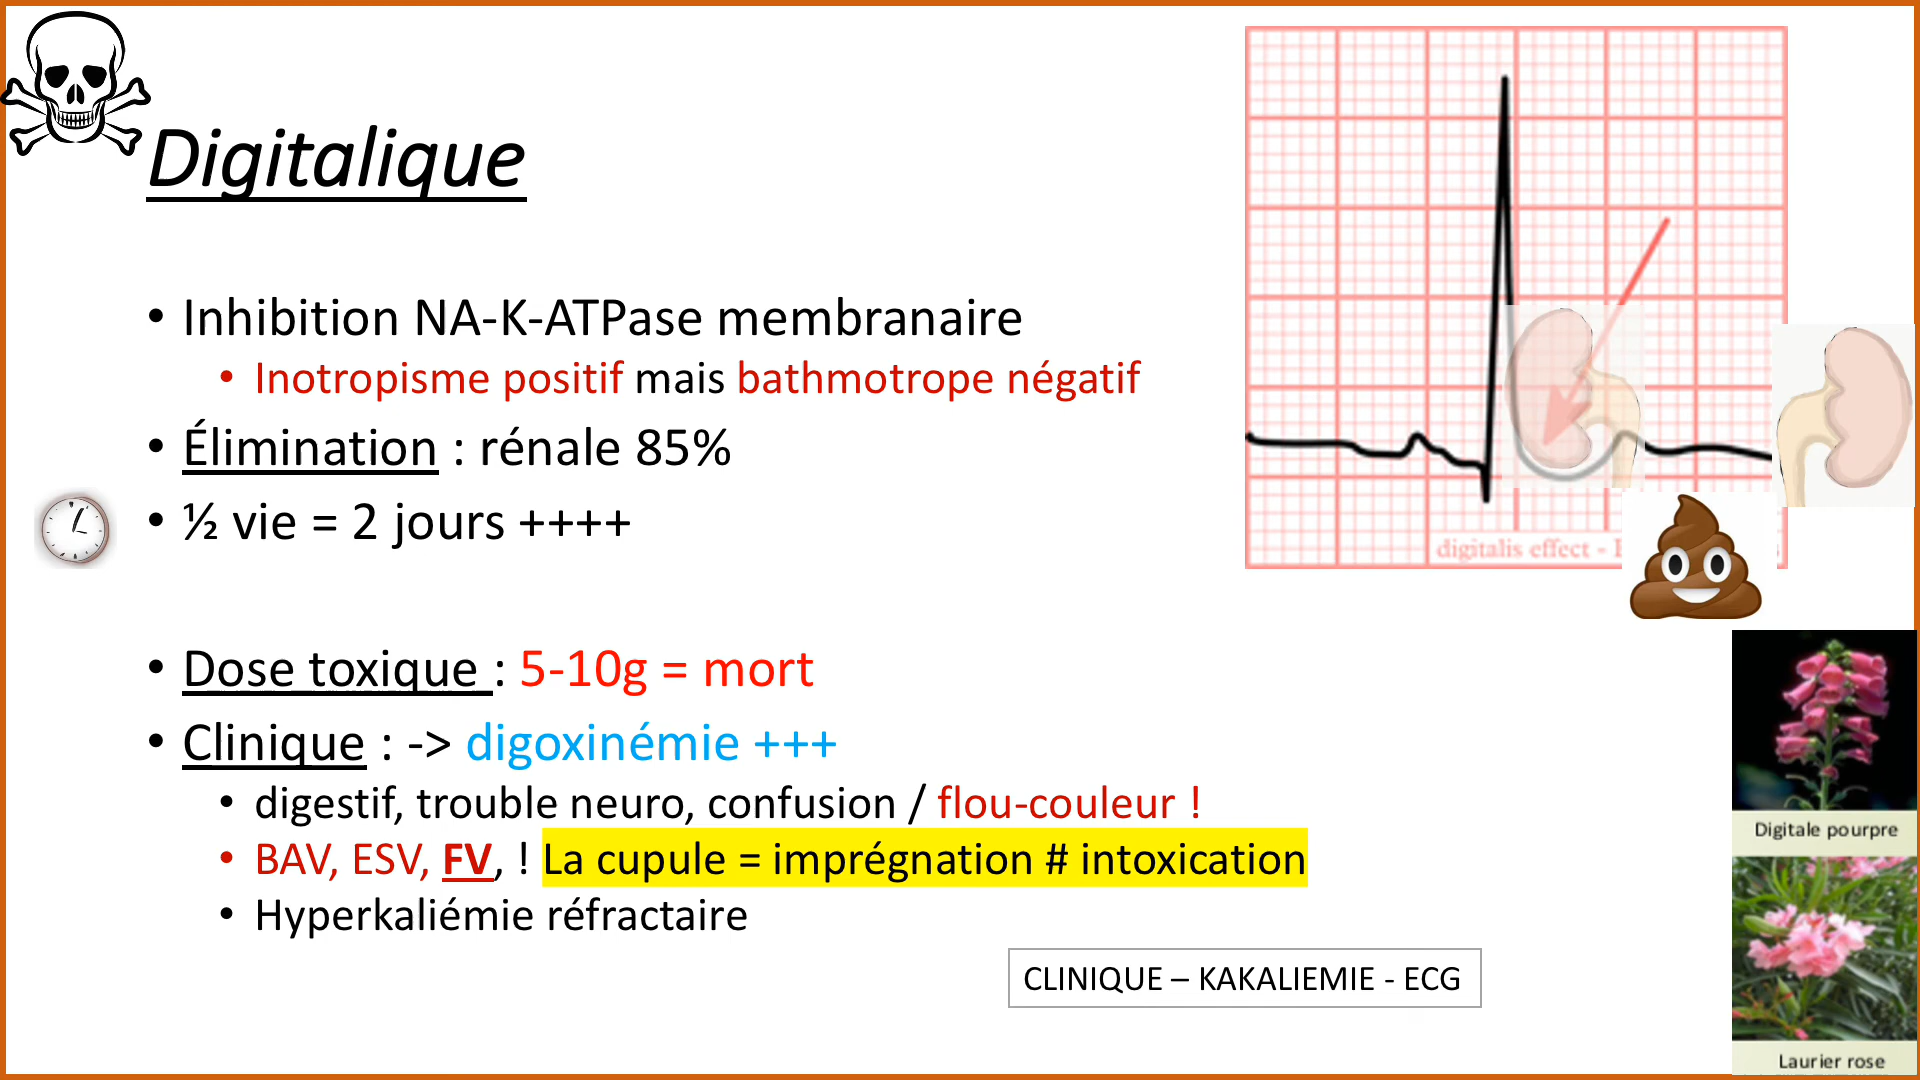 Digitalique
• Inhibition NA-K-ATPase membranaire
• Inotropisme positif mais bathmotrope négatif
• Élimination : rénale 85%
• ½ vie = 2 jours ++++
digitalis effect -
• Dose toxique : 5-10g = mort
• Clinique : -> digoxinémie +++
• digestif, trouble neuro, confusion / flou-couleur !
• BAV, ESV, FV, ! La cupule = imprégnation # intoxication
• Hyperkaliémie réfractaire
CLINIQUE – KAKALIEMIE - ECG
Digitale pourpre
Laurier rose